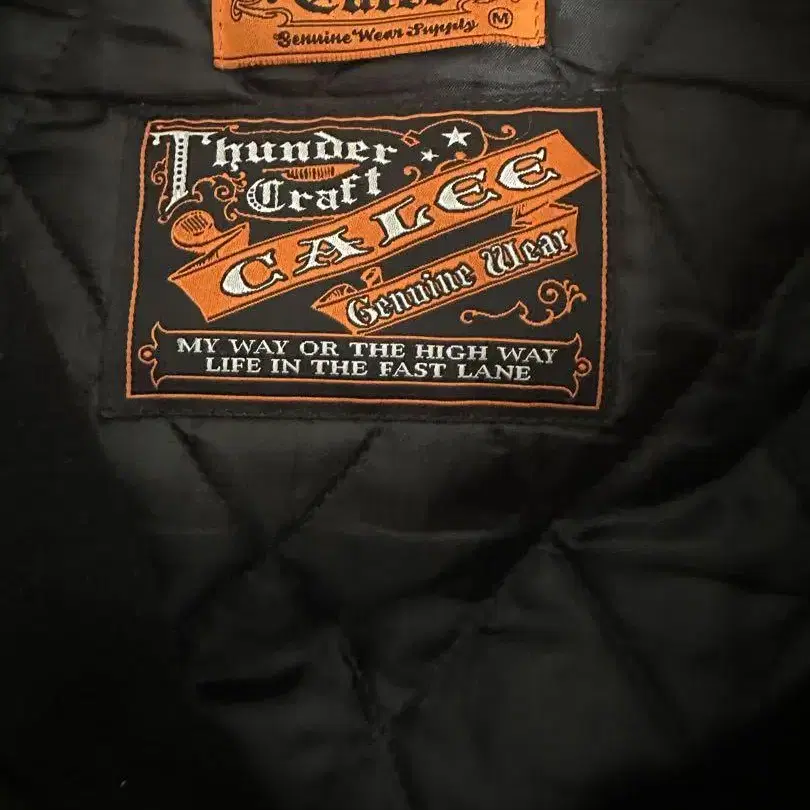 Calee
Genuine Wear Supply
M
Thunder
Craft
CALEE
Genuine Wear
MY WAY OR THE HIGH WAY
LIFE IN THE FAST LANE